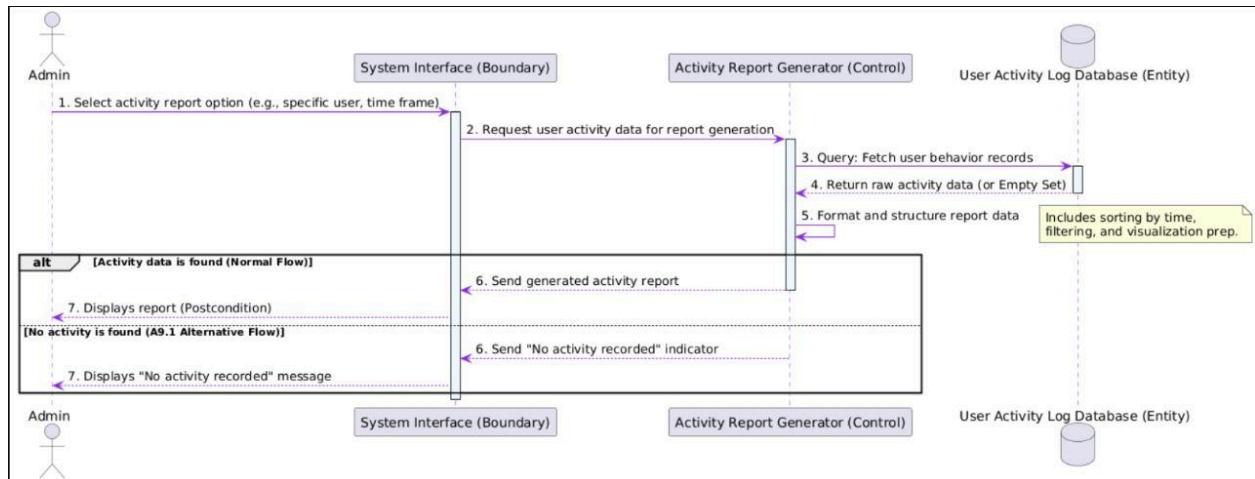 Admin
System Interface (Boundary)
Activity Report Generator (Control)
User Activity Log Database (Entity)
1. Select activity report option (e.g., specific user, time frame)
2. Request user activity data for report generation
3. Query: Fetch user behavior records
4. Return raw activity data (or Empty Set)
5. Format and structure report data
Includes sorting by time,
filtering, and visualization prep.
alt
[Activity data is found (Normal Flow)]
6. Send generated activity report
7. Displays report (Postcondition)
[No activity is found (A9.1 Alternative Flow)]
6. Send "No activity recorded" indicator
7. Displays "No activity recorded" message
Admin
System Interface (Boundary)
Activity Report Generator (Control)
User Activity Log Database (Entity)